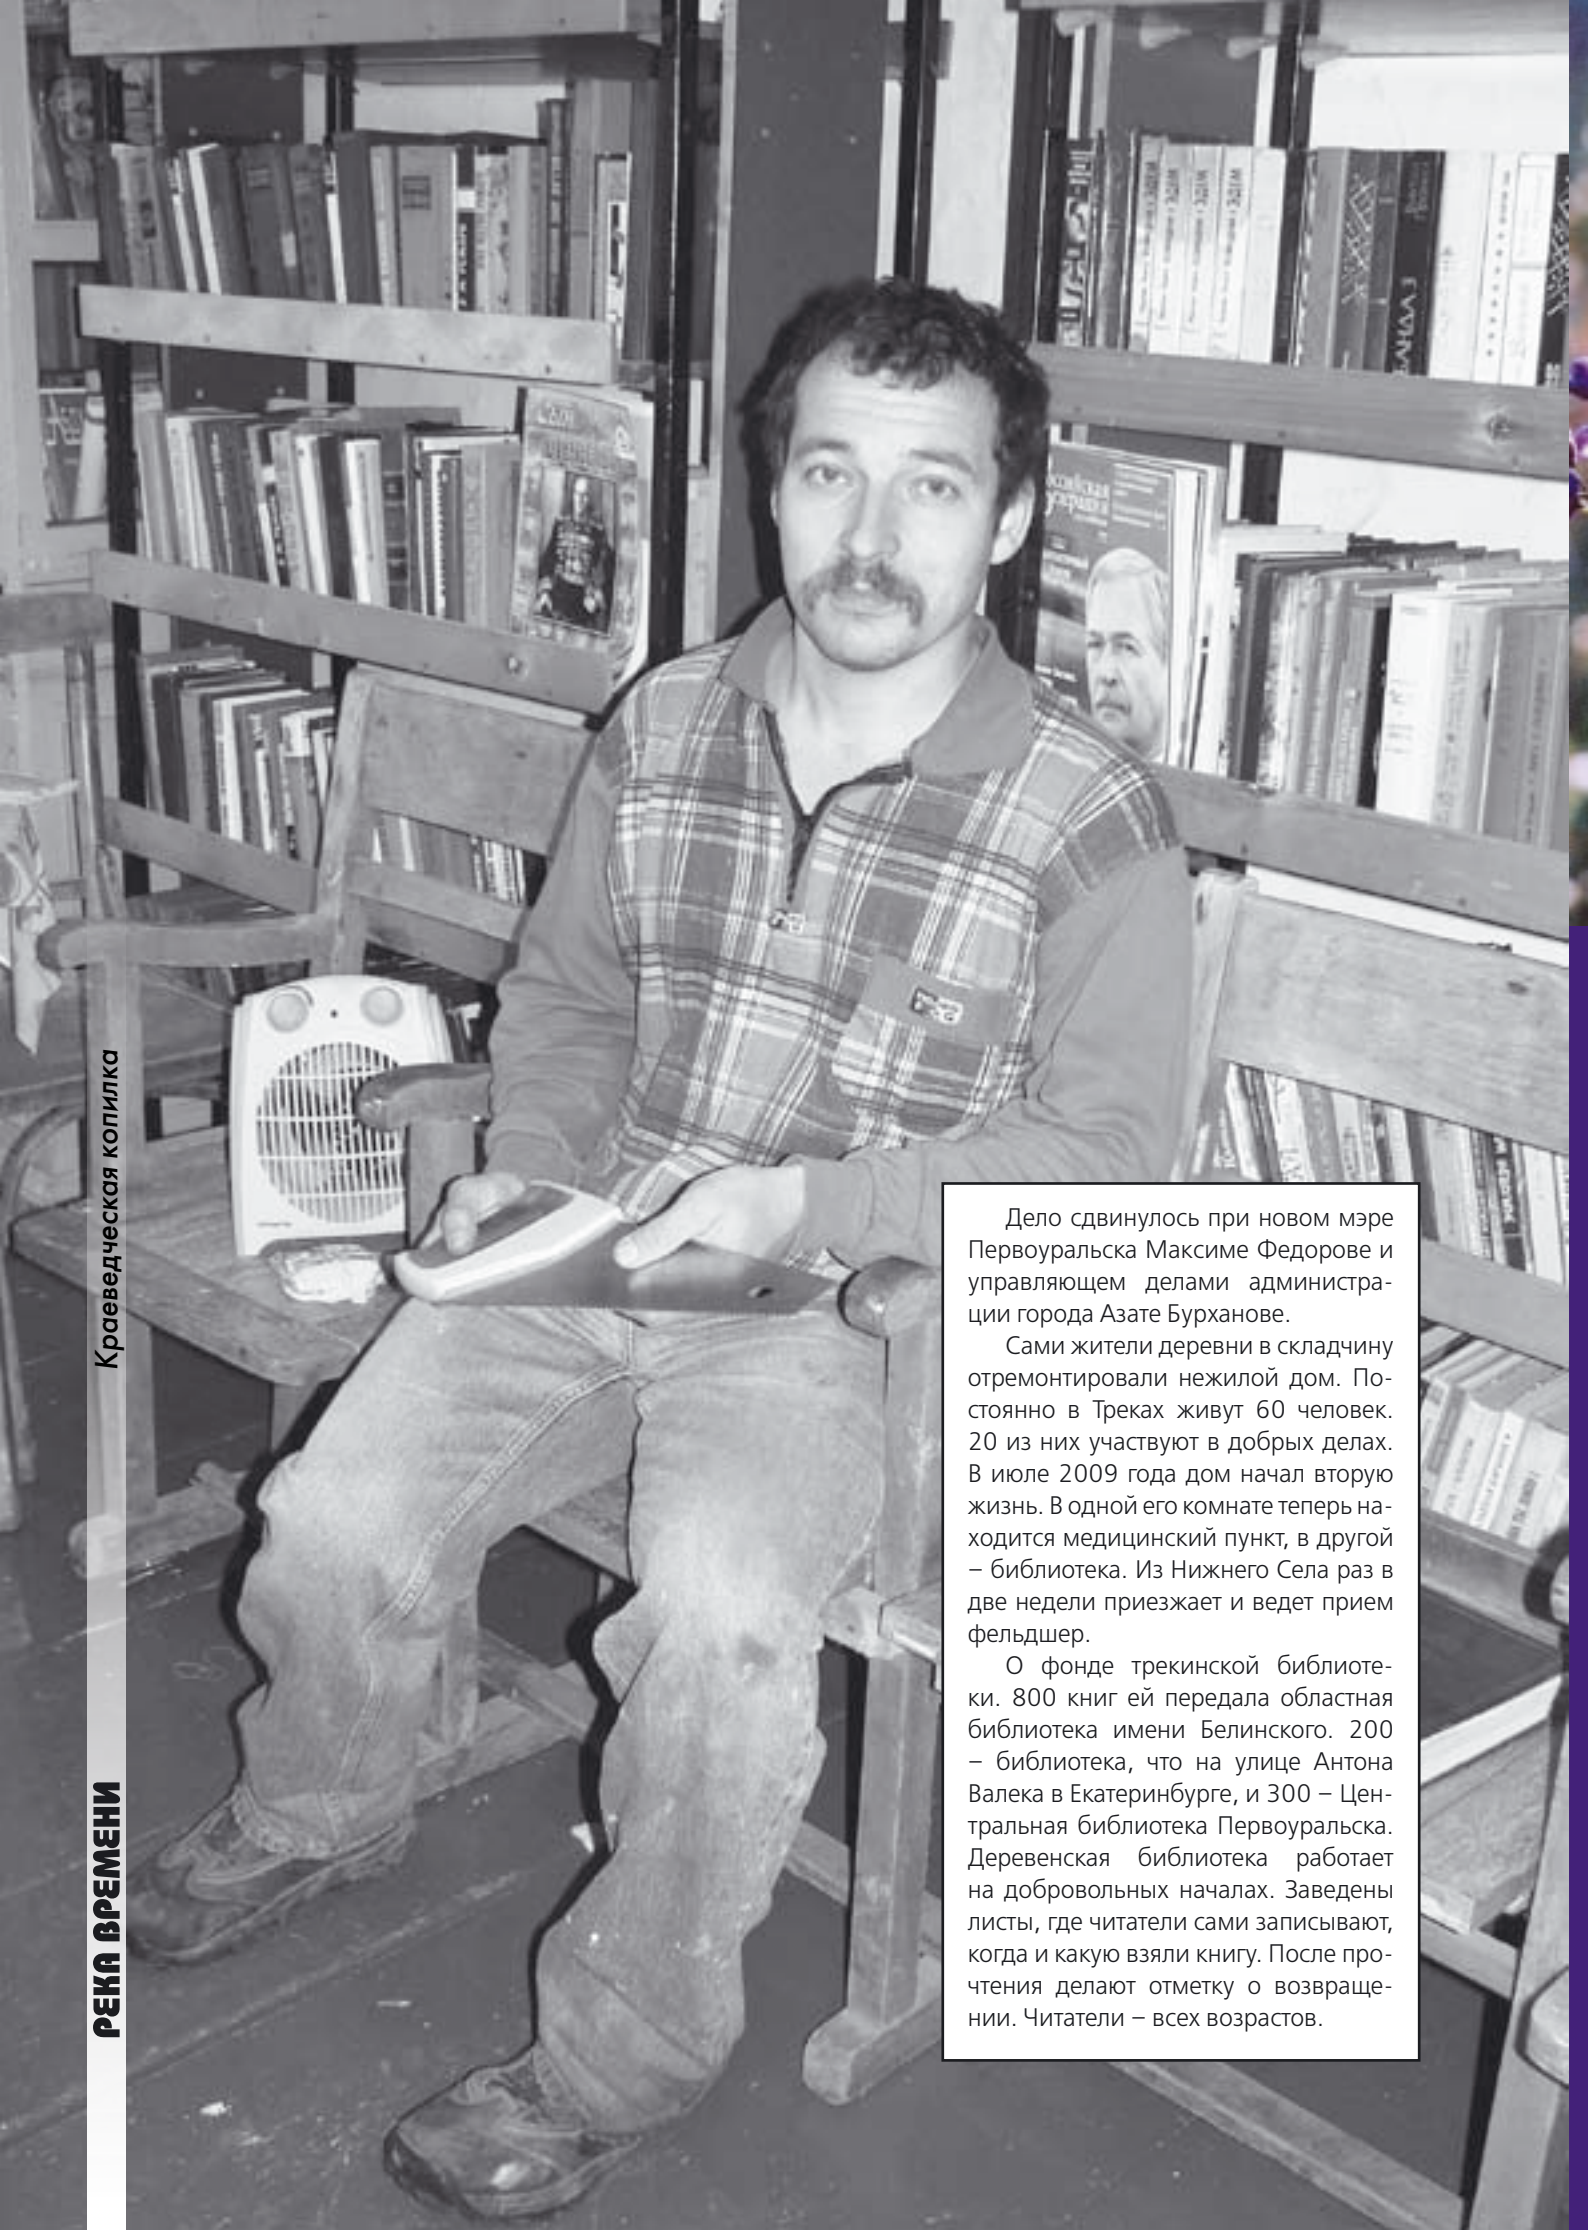 Краеведческая копилка
РЕКА ВРЕМЕНИ
Дело сдвинулось при новом мэре
Первоуральска Максиме Федорове и
управляющем делами администра-
ции города Азате Бурханове.
Сами жители деревни в складчину
отремонтировали нежилой дом. По-
стоянно в Треках живут 60 человек.
20 из них участвуют в добрых делах.
В июле 2009 года дом начал вторую
жизнь. В одной его комнате теперь на-
ходится медицинский пункт, в другой
– библиотека. Из Нижнего Села раз в
две недели приезжает и ведет прием
фельдшер.
О фонде трекинской библиоте-
ки. 800 книг ей передала областная
библиотека имени Белинского. 200
– библиотека, что на улице Антона
Валека в Екатеринбурге, и 300 – Цен-
тральная библиотека Первоуральска.
Деревенская библиотека работает
на добровольных началах. Заведены
листы, где читатели сами записывают,
когда и какую взяли книгу. После про-
чтения делают отметку о возвраще-
нии. Читатели – всех возрастов.